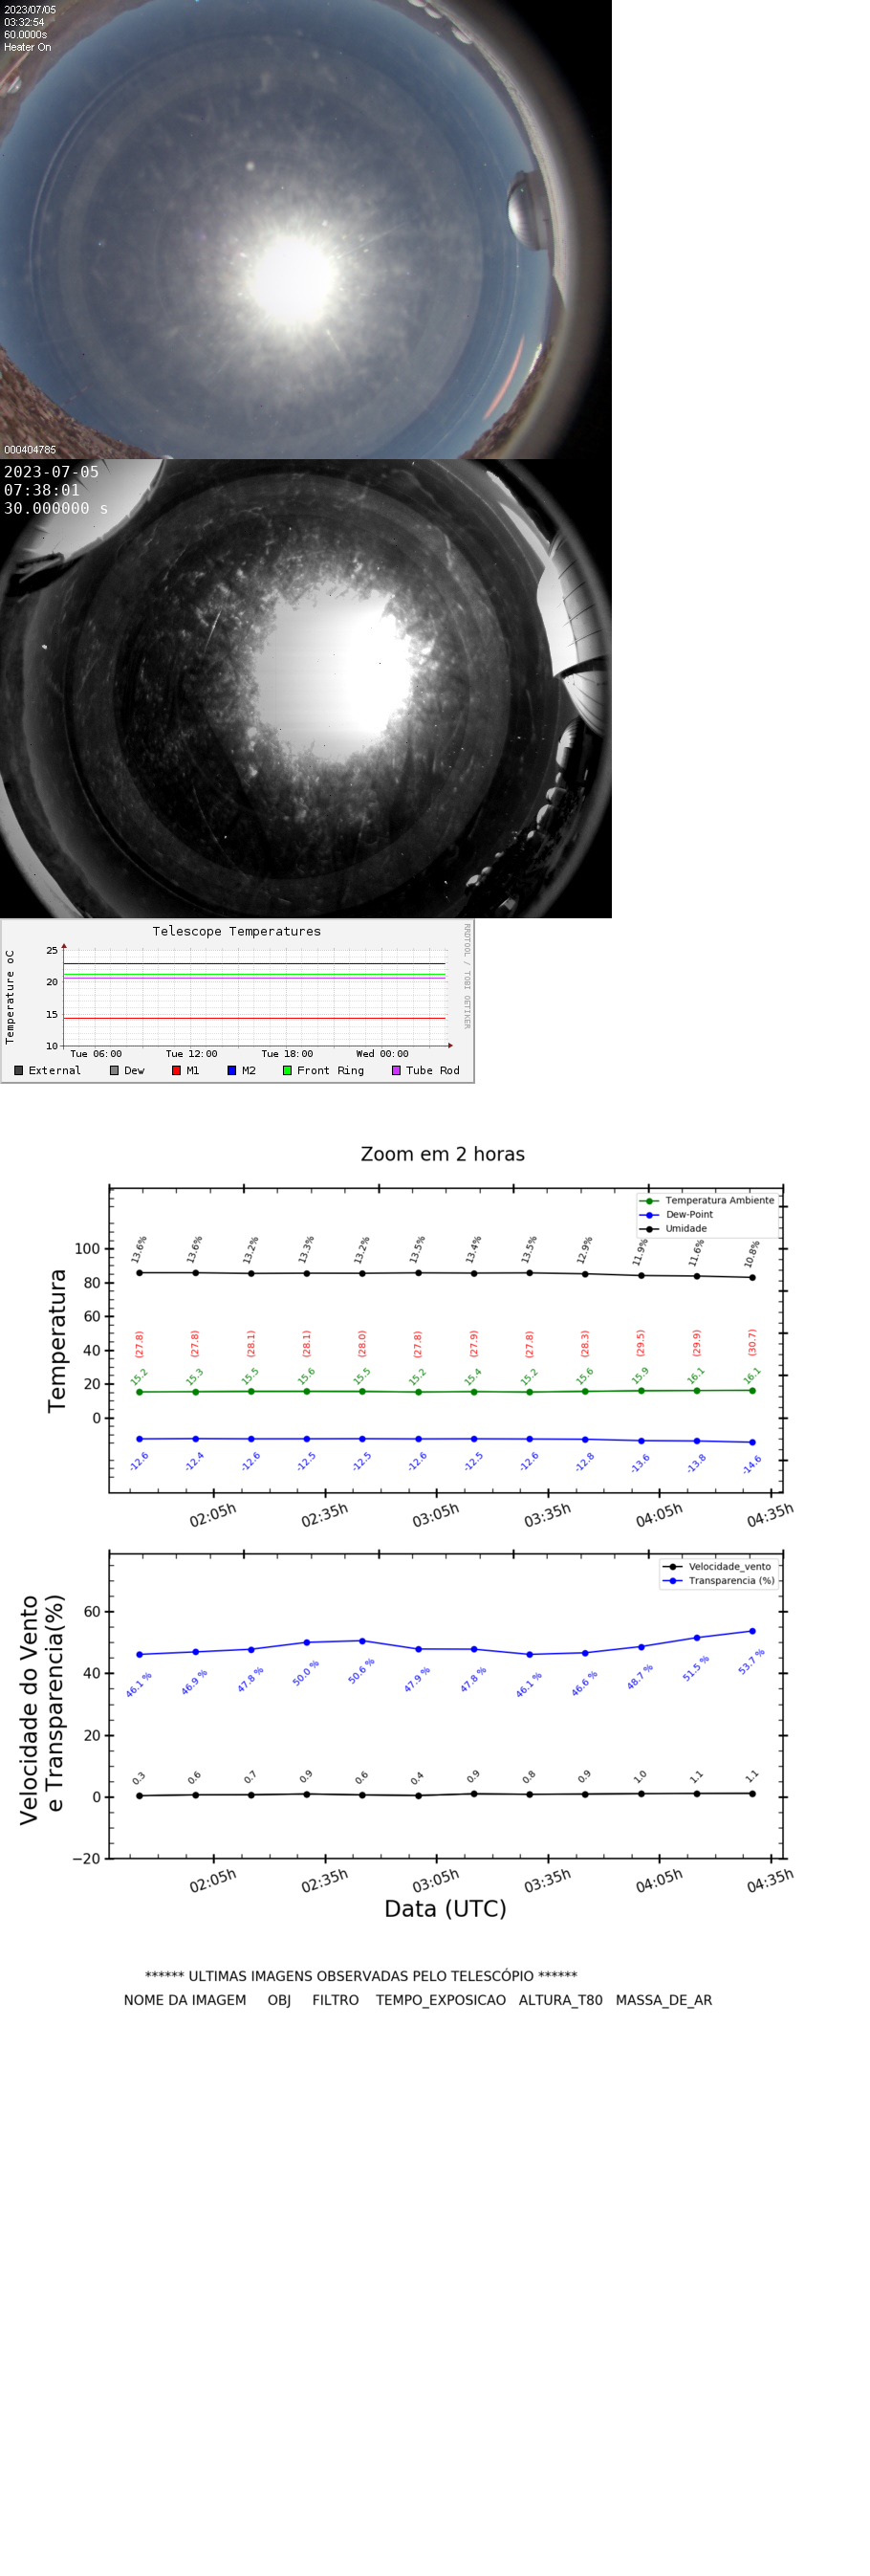 2023/07/05
03:32:54
60.0000s
Heater On
000404785
2023-07-05
07:38:01
30.000000 s
Telescope Temperatures
RRDTOOL / TOBI OETIKER
Temperature oC
25
20
15
10
Tue 06:00 Tue 12:00 Tue 18:00 Wed 00:00
External Dew M1 M2 Front Ring Tube Rod
Zoom em 2 horas
Temperatura Ambiente
Dew-Point
Umidade
Temperatura
100
80
60
40
20
0
13.6% 13.6% 13.2% 13.3% 13.2% 13.5% 13.4% 13.5% 12.9% 11.9% 11.6% 10.8%
(27.8) (27.8) (28.1) (28.1) (28.0) (27.8) (27.9) (27.8) (28.3) (29.5) (29.9) (30.7)
15.2 15.3 15.5 15.6 15.5 15.2 15.4 15.2 15.6 15.9 16.1 16.1
-12.6 -12.4 -12.6 -12.5 -12.5 -12.6 -12.5 -12.6 -12.8 -13.6 -13.8 -14.6
02:05h 02:35h 03:05h 03:35h 04:05h 04:35h
Velocidade_vento
Transparencia (%)
Velocidade do Vento
e Transparencia(%)
60
40
20
0
−20
46.1 % 46.9 % 47.8 % 50.0 % 50.6 % 47.9 % 47.8 % 46.1 % 46.6 % 48.7 % 51.5 % 53.7 %
0.3 0.6 0.7 0.9 0.6 0.4 0.9 0.8 0.9 1.0 1.1 1.1
02:05h 02:35h 03:05h 03:35h 04:05h 04:35h
Data (UTC)
****** ULTIMAS IMAGENS OBSERVADAS PELO TELESCÓPIO ******
NOME DA IMAGEM OBJ FILTRO TEMPO_EXPOSICAO ALTURA_T80 MASSA_DE_AR